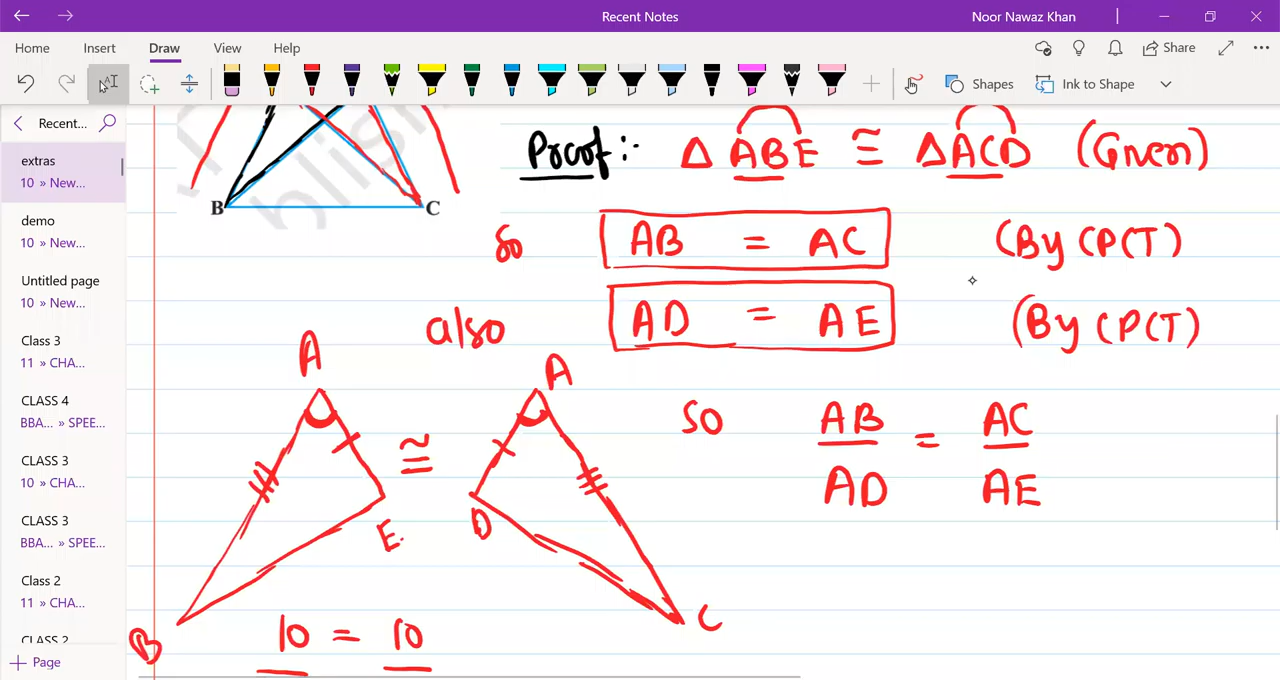 Recent Notes
Noor Nawaz Khan
Home Insert Draw View Help
Share
Shapes
Ink to Shape
Recent...
extras
10 » New...
demo
10 » New...
Untitled page
10 » New...
Class 3
11 » CHA...
CLASS 4
BBA... » SPEE...
CLASS 3
10 » CHA...
CLASS 3
BBA... » SPEE...
Class 2
11 » CHA...
CLASS 2
+ Page
B C
Proof :- Δ ABE ≅ Δ ACD (Given)
So AB = AC (By CPCT)
also AD = AE (By CPCT)
A
B
E
≅
A
D
C
So AB/AD = AC/AE
10 = 10